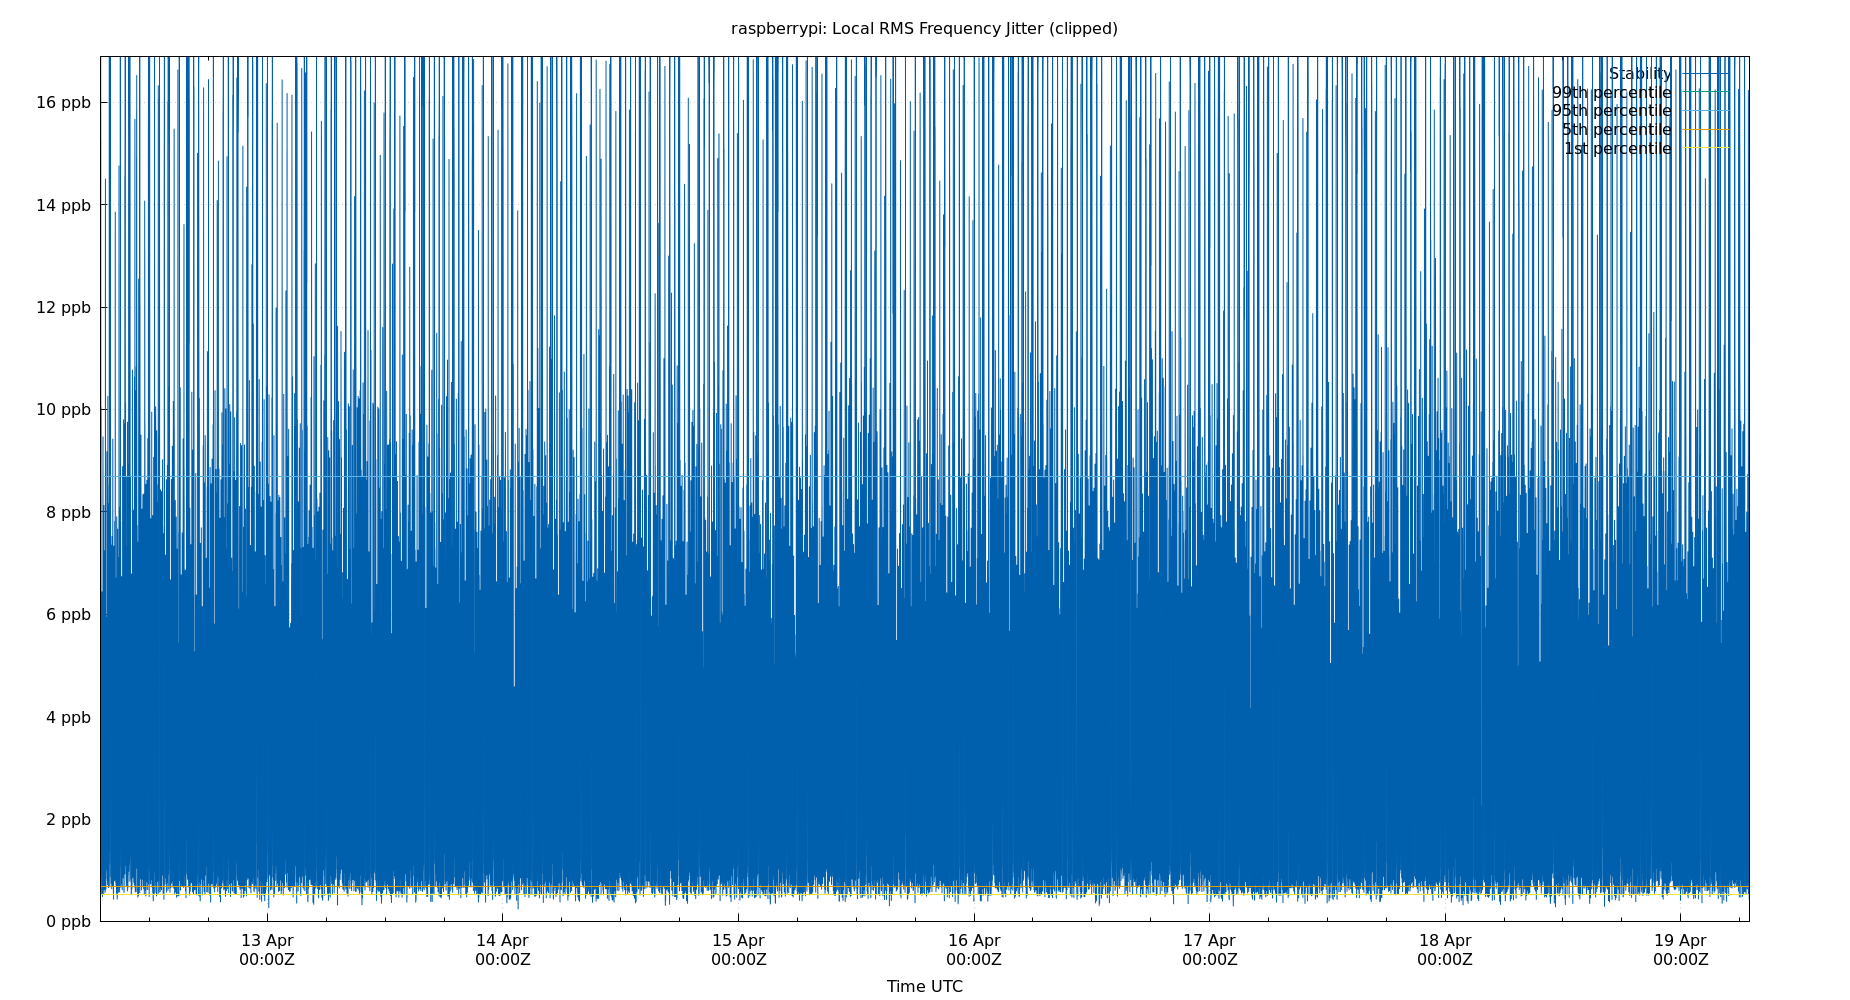 raspberrypi: Local RMS Frequency Jitter (clipped)
Stability
99th percentile
95th percentile
5th percentile
1st percentile
16 ppb
14 ppb
12 ppb
10 ppb
8 ppb
6 ppb
4 ppb
2 ppb
0 ppb
13 Apr 14 Apr 15 Apr 16 Apr 17 Apr 18 Apr 19 Apr
00:00Z 00:00Z 00:00Z 00:00Z 00:00Z 00:00Z 00:00Z
Time UTC